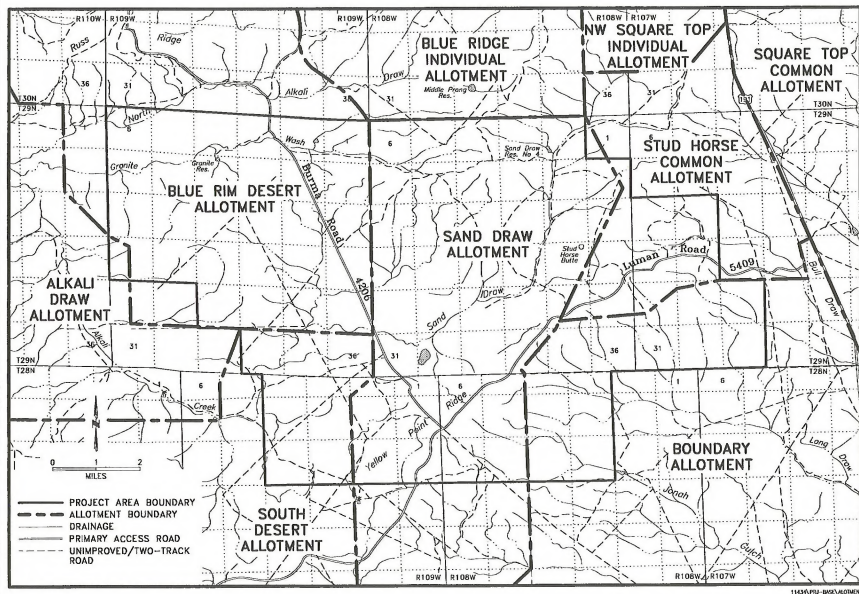 R110W R109W
R109W R108W
R108W R107W
Russ
Ridge
BLUE RIDGE
INDIVIDUAL
ALLOTMENT
NW SQUARE TOP
INDIVIDUAL
ALLOTMENT
SQUARE TOP
COMMON
ALLOTMENT
36 31
Alkali Draw
Middle Prong
Res.
36 31
36 31
191
T30N
T29N
T30N
T29N
North
6
Wash
6
Sand Draw
Res.
1 6
STUD HORSE
COMMON
ALLOTMENT
Granite
Granite
Res.
BLUE RIM DESERT
ALLOTMENT
Burma Road
4206
SAND DRAW
ALLOTMENT
Stud
Horse
Butte
Luman Road
5409
Bull Draw
ALKALI
DRAW
ALLOTMENT
Sand Draw
Alkali
36 31
36 31
36 31
T29N
T28N
T29N
T28N
6
Creek
1 6
1 6
Yellow Point Ridge
N
0 1 2
MILES
BOUNDARY
ALLOTMENT
Long Draw
Jonah
Gulch
PROJECT AREA BOUNDARY
ALLOTMENT BOUNDARY
DRAINAGE
PRIMARY ACCESS ROAD
UNIMPROVED/TWO-TRACK
ROAD
SOUTH
DESERT
ALLOTMENT
R109W R108W
R108W R107W